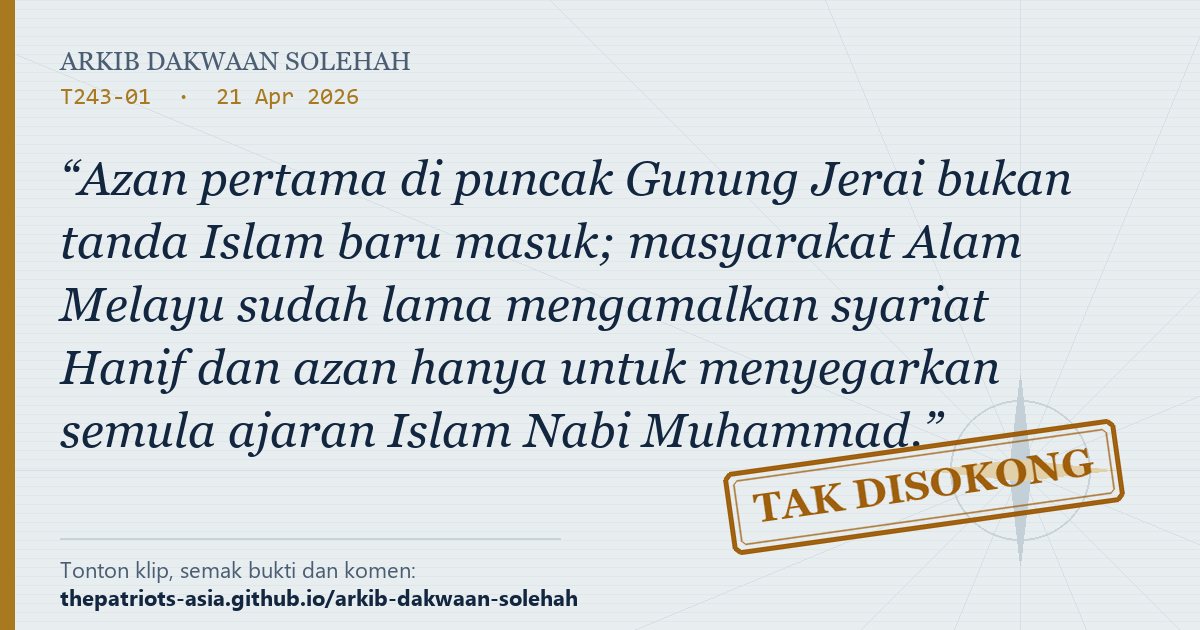 ARKIB DAKWAAN SOLEHAH
T243-01 · 21 Apr 2026
“Azan pertama di puncak Gunung Jerai bukan
tanda Islam baru masuk; masyarakat Alam
Melayu sudah lama mengamalkan syariat
Hanif dan azan hanya untuk menyegarkan
semula ajaran Islam Nabi Muhammad.”
TAK DISOKONG
Tonton klip, semak bukti dan komen:
thepatriots-asia.github.io/arkib-dakwaan-solehah